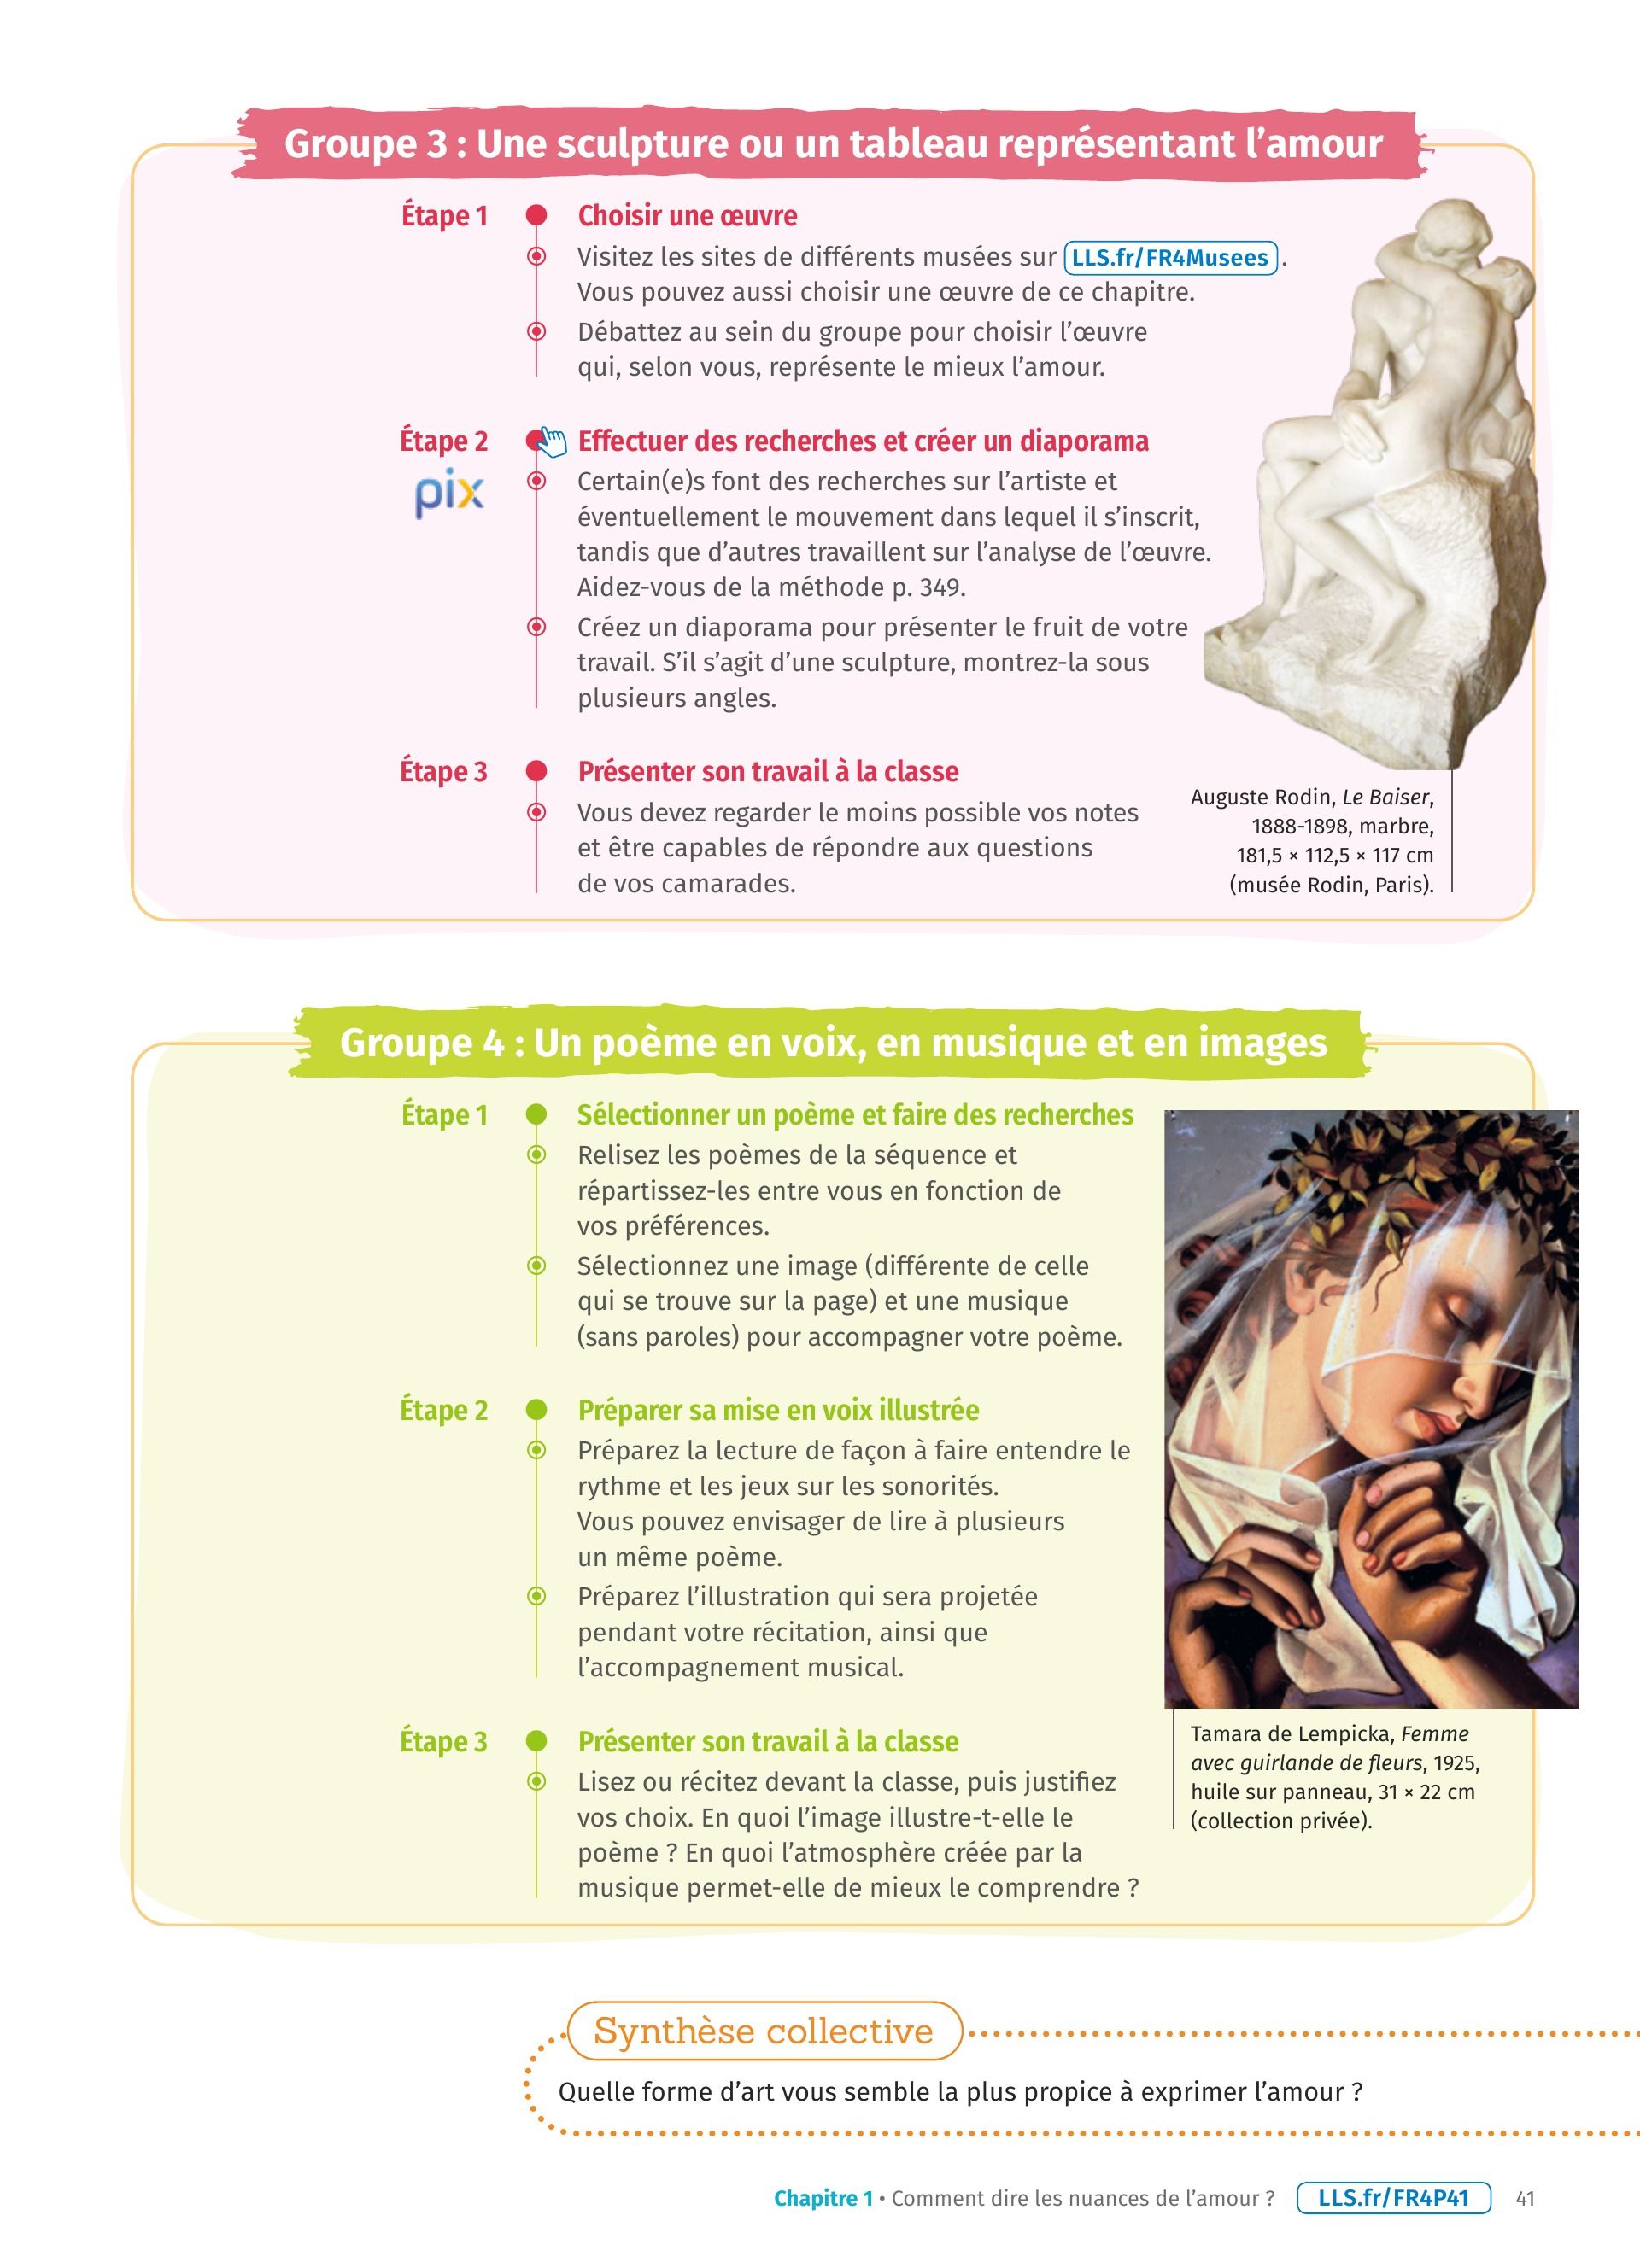 Groupe 3 : Une sculpture ou un tableau représentant l’amour
Étape 1
Choisir une œuvre
Visitez les sites de différents musées sur LLS.fr/FR4Musees .
Vous pouvez aussi choisir une œuvre de ce chapitre.
Débattez au sein du groupe pour choisir l’œuvre
qui, selon vous, représente le mieux l’amour.
Étape 2
pix
Effectuer des recherches et créer un diaporama
Certain(e)s font des recherches sur l’artiste et
éventuellement le mouvement dans lequel il s’inscrit,
tandis que d’autres travaillent sur l’analyse de l’œuvre.
Aidez-vous de la méthode p. 349.
Créez un diaporama pour présenter le fruit de votre
travail. S’il s’agit d’une sculpture, montrez-la sous
plusieurs angles.
Étape 3
Présenter son travail à la classe
Vous devez regarder le moins possible vos notes
et être capables de répondre aux questions
de vos camarades.
Auguste Rodin, Le Baiser,
1888-1898, marbre,
181,5 × 112,5 × 117 cm
(musée Rodin, Paris).
Groupe 4 : Un poème en voix, en musique et en images
Étape 1
Sélectionner un poème et faire des recherches
Relisez les poèmes de la séquence et
répartissez-les entre vous en fonction de
vos préférences.
Sélectionnez une image (différente de celle
qui se trouve sur la page) et une musique
(sans paroles) pour accompagner votre poème.
Étape 2
Préparer sa mise en voix illustrée
Préparez la lecture de façon à faire entendre le
rythme et les jeux sur les sonorités.
Vous pouvez envisager de lire à plusieurs
un même poème.
Préparez l’illustration qui sera projetée
pendant votre récitation, ainsi que
l’accompagnement musical.
Étape 3
Présenter son travail à la classe
Lisez ou récitez devant la classe, puis justifiez
vos choix. En quoi l’image illustre-t-elle le
poème ? En quoi l’atmosphère créée par la
musique permet-elle de mieux le comprendre ?
Tamara de Lempicka, Femme
avec guirlande de fleurs, 1925,
huile sur panneau, 31 × 22 cm
(collection privée).
Synthèse collective
Quelle forme d’art vous semble la plus propice à exprimer l’amour ?
Chapitre 1 • Comment dire les nuances de l’amour ? LLS.fr/FR4P41 41